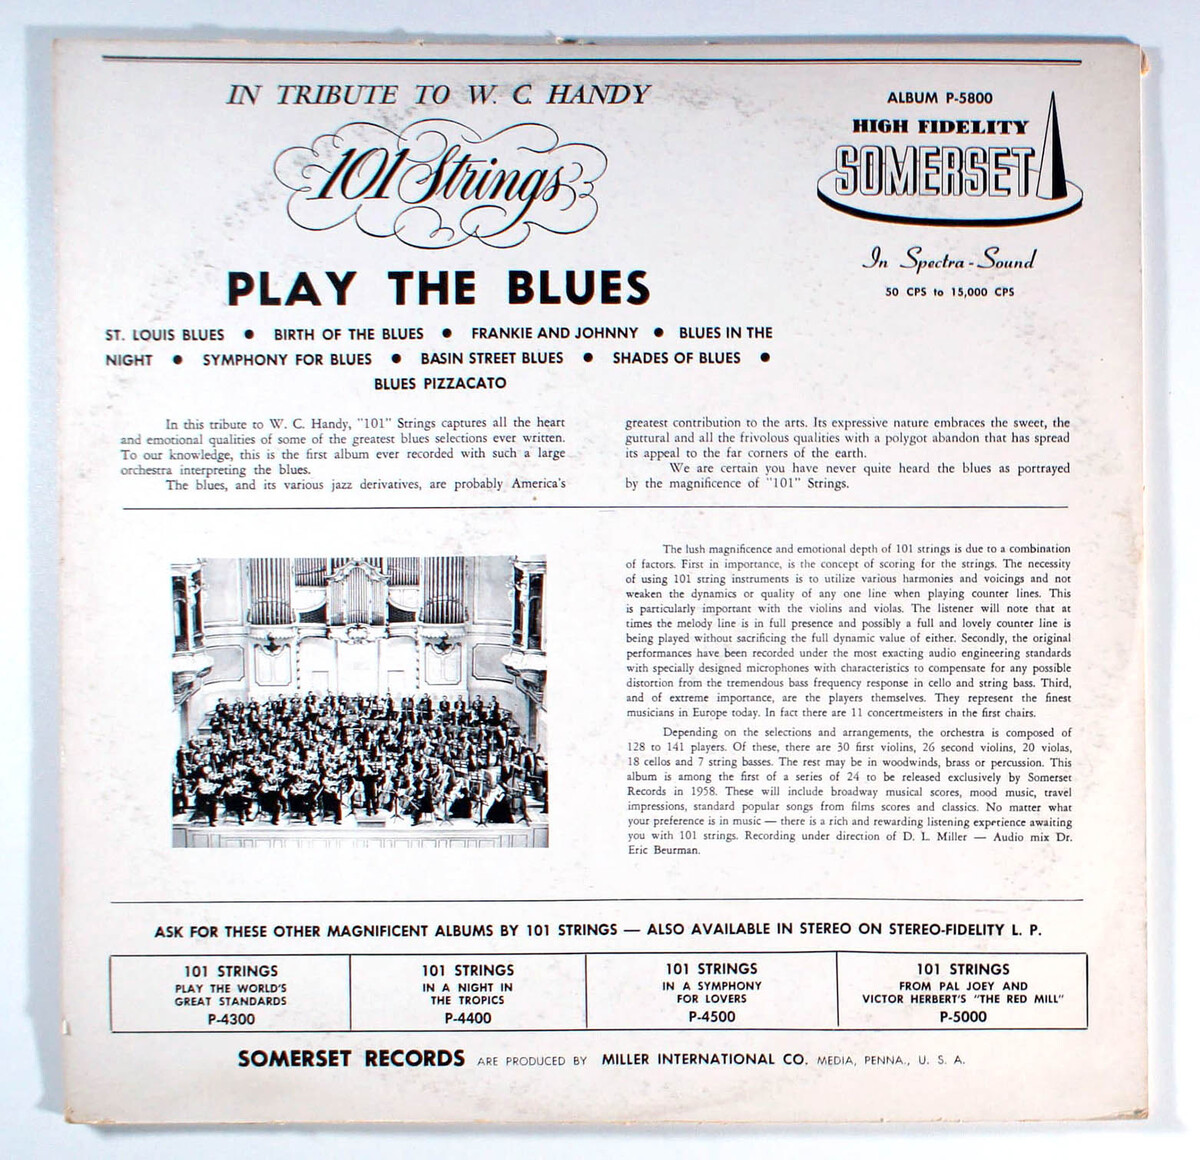 IN TRIBUTE TO W. C. HANDY
101 Strings
PLAY THE BLUES
ALBUM P-5800
HIGH FIDELITY
SOMERSET
In Spectra-Sound
50 CPS to 15,000 CPS
ST. LOUIS BLUES ● BIRTH OF THE BLUES ● FRANKIE AND JOHNNY ● BLUES IN THE
NIGHT ● SYMPHONY FOR BLUES ● BASIN STREET BLUES ● SHADES OF BLUES ●
BLUES PIZZACATO
In this tribute to W. C. Handy, "101" Strings captures all the heart
and emotional qualities of some of the greatest blues selections ever written.
To our knowledge, this is the first album ever recorded with such a large
orchestra interpreting the blues.
The blues, and its various jazz derivatives, are probably America's
greatest contribution to the arts. Its expressive nature embraces the sweet, the
guttural and all the frivolous qualities with a polygot abandon that has spread
its appeal to the far corners of the earth.
We are certain you have never quite heard the blues as portrayed
by the magnificence of "101" Strings.
The lush magnificence and emotional depth of 101 strings is due to a combination
of factors. First in importance, is the concept of scoring for the strings. The necessity
of using 101 string instruments is to utilize various harmonies and voicings and not
weaken the dynamics or quality of any one line when playing counter lines. This
is particularly important with the violins and violas. The listener will note that at
times the melody line is in full presence and possibly a full and lovely counter line is
being played without sacrificing the full dynamic value of either. Secondly, the original
performances have been recorded under the most exacting audio engineering standards
with specially designed microphones with characteristics to compensate for any possible
distortion from the tremendous bass frequency response in cello and string bass. Third,
and of extreme importance, are the players themselves. They represent the finest
musicians in Europe today. In fact there are 11 concertmeisters in the first chairs.
Depending on the selections and arrangements, the orchestra is composed of
128 to 141 players. Of these, there are 30 first violins, 26 second violins, 20 violas,
18 cellos and 7 string basses. The rest may be in woodwinds, brass or percussion. This
album is among the first of a series of 24 to be released exclusively by Somerset
Records in 1958. These will include broadway musical scores, mood music, travel
impressions, standard popular songs from films scores and classics. No matter what
your preference is in music — there is a rich and rewarding listening experience awaiting
you with 101 strings. Recording under direction of D. L. Miller — Audio mix Dr.
Eric Beurman.
ASK FOR THESE OTHER MAGNIFICENT ALBUMS BY 101 STRINGS — ALSO AVAILABLE IN STEREO ON STEREO-FIDELITY L. P.
101 STRINGS
PLAY THE WORLD'S
GREAT STANDARDS
P-4300
101 STRINGS
IN A NIGHT IN
THE TROPICS
P-4400
101 STRINGS
IN A SYMPHONY
FOR LOVERS
P-4500
101 STRINGS
FROM PAL JOEY AND
VICTOR HERBERT'S "THE RED MILL"
P-5000
SOMERSET RECORDS ARE PRODUCED BY MILLER INTERNATIONAL CO. MEDIA, PENNA., U. S. A.